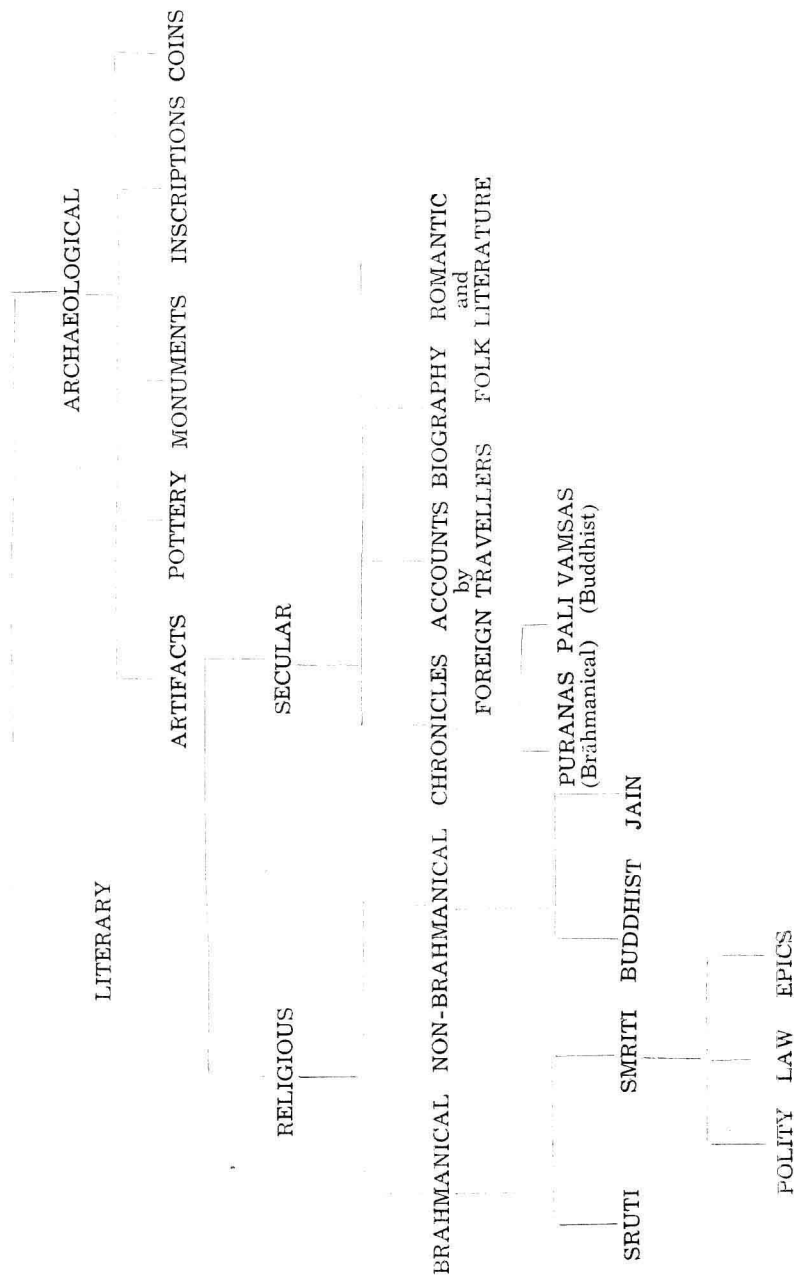 LITERARY ARCHAEOLOGICAL
ARTIFACTS POTTERY MONUMENTS INSCRIPTIONS COINS
RELIGIOUS SECULAR
BRAHMANICAL NON-BRAHMANICAL CHRONICLES ACCOUNTS BIOGRAPHY ROMANTIC
by and
FOREIGN TRAVELLERS FOLK LITERATURE
PURANAS PALI VAMSAS
(Brāhmanical) (Buddhist)
SRUTI SMRITI BUDDHIST JAIN
POLITY LAW EPICS